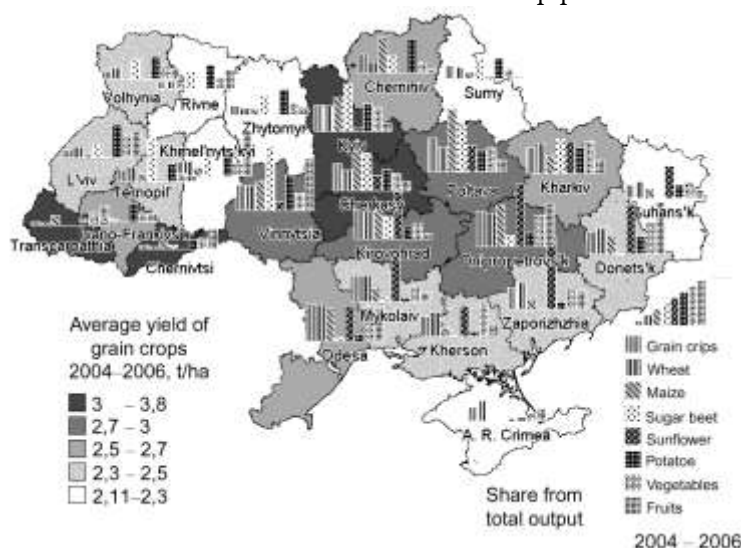 Volhynia
Rivne
Zhytomyr
Cherniniv
Sumy
Kyiv
L'viv
Ternopil'
Khmel'nyts'kyi
Poltava
Kharkiv
Luhans'k
Cherkasy
Transcarpathia
Ivano-Frankivs'k
Chernivtsi
Vinnytsia
Kirovohrad
Dnipropetrovs'k
Donets'k
Mykolaiv
Zaporizhzhia
Odesa
Kherson
A. R. Crimea
Average yield of
grain crops
2004–2006, t/ha
3 – 3,8
2,7 – 3
2,5 – 2,7
2,3 – 2,5
2,11 – 2,3
Grain crips
Wheat
Maize
Sugar beet
Sunflower
Potatoe
Vegetables
Fruits
Share from
total output
2004 – 2006